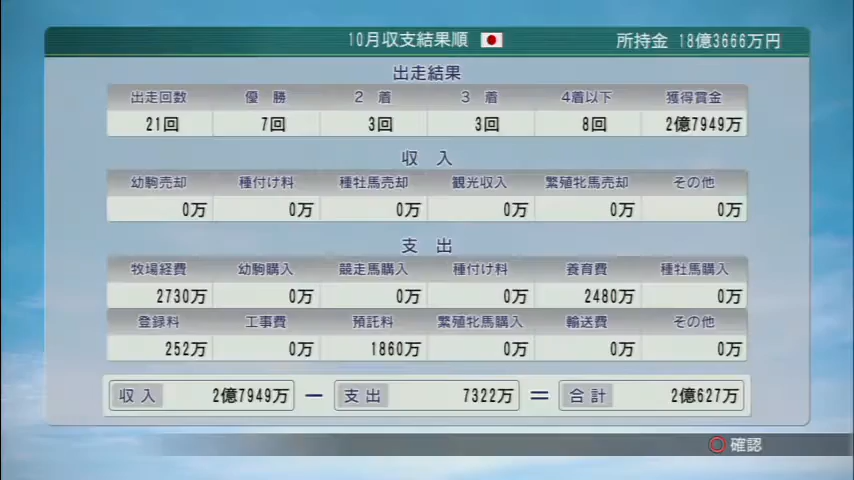 10月収支結果順
所持金 18億3666万円
出走結果
出走回数 優勝 2着 3着 4着以下 獲得賞金
21回 7回 3回 3回 8回 2億7949万
収入
幼駒売却 種付け料 種牡馬売却 観光収入 繁殖牝馬売却 その他
0万 0万 0万 0万 0万 0万
支出
牧場経費 幼駒購入 競走馬購入 種付け料 養育費 種牡馬購入
2730万 0万 0万 0万 2480万 0万
登録料 工事費 預託料 繁殖牝馬購入 輸送費 その他
252万 0万 1860万 0万 0万 0万
収入 2億7949万 － 支出 7322万 ＝ 合計 2億627万
確認